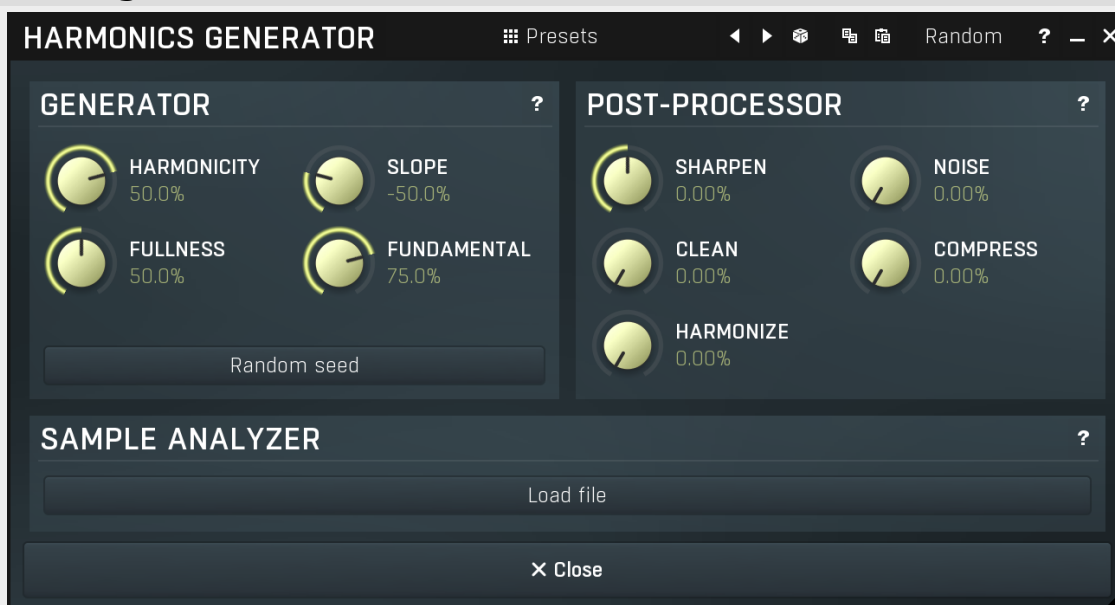 HARMONICS GENERATOR Presets Random ?
GENERATOR ?
HARMONICITY
50.0%
SLOPE
-50.0%
FULLNESS
50.0%
FUNDAMENTAL
75.0%
Random seed
POST-PROCESSOR ?
SHARPEN
0.00%
NOISE
0.00%
CLEAN
0.00%
COMPRESS
0.00%
HARMONIZE
0.00%
SAMPLE ANALYZER ?
Load file
Close